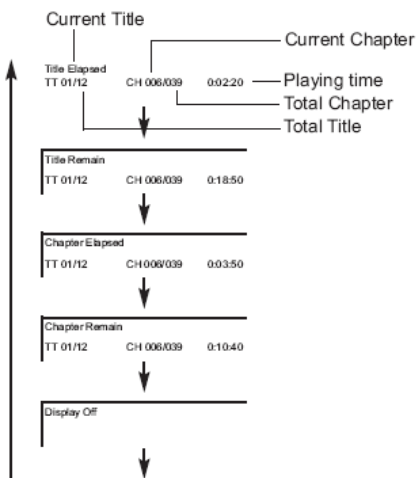 Current Title
Current Chapter
Title Elapsed
TT 01/12 CH 006/039 0:02:20 Playing time
Total Chapter
Total Title
Title Remain
TT 01/12 CH 006/039 0:18:50
Chapter Elapsed
TT 01/12 CH 006/039 0:03:50
Chapter Remain
TT 01/12 CH 006/039 0:10:40
Display Off